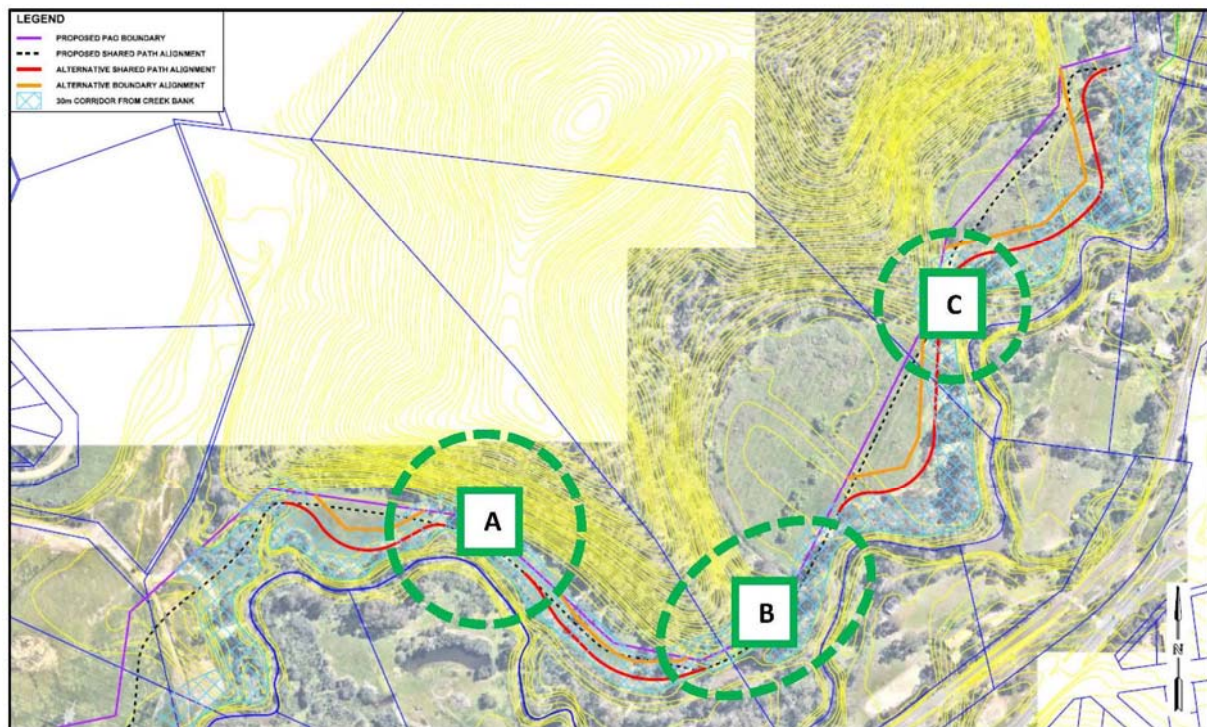 LEGEND
PROPOSED PAO BOUNDARY
PROPOSED SHARED PATH ALIGNMENT
ALTERNATIVE SHARED PATH ALIGNMENT
ALTERNATIVE BOUNDARY ALIGNMENT
30m CORRIDOR FROM CREEK BANK
C
A
B
N